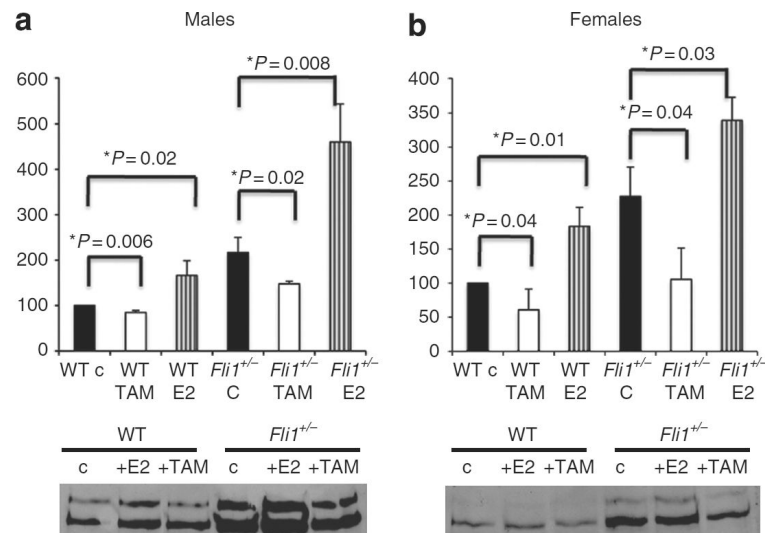 a
Males
600
500
400
300
200
100
0
*P = 0.008
*P = 0.02
*P = 0.02
*P = 0.006
WT c
WT TAM
WT E2
Fli1+/– C
Fli1+/– TAM
Fli1+/– E2
WT
Fli1+/–
c +E2 +TAM c +E2 +TAM
b
Females
400
350
300
250
200
150
100
50
0
*P = 0.03
*P = 0.04
*P = 0.01
*P = 0.04
WT c
WT TAM
WT E2
Fli1+/– C
Fli1+/– TAM
Fli1+/– E2
WT
Fli1+/–
c +E2 +TAM c +E2 +TAM